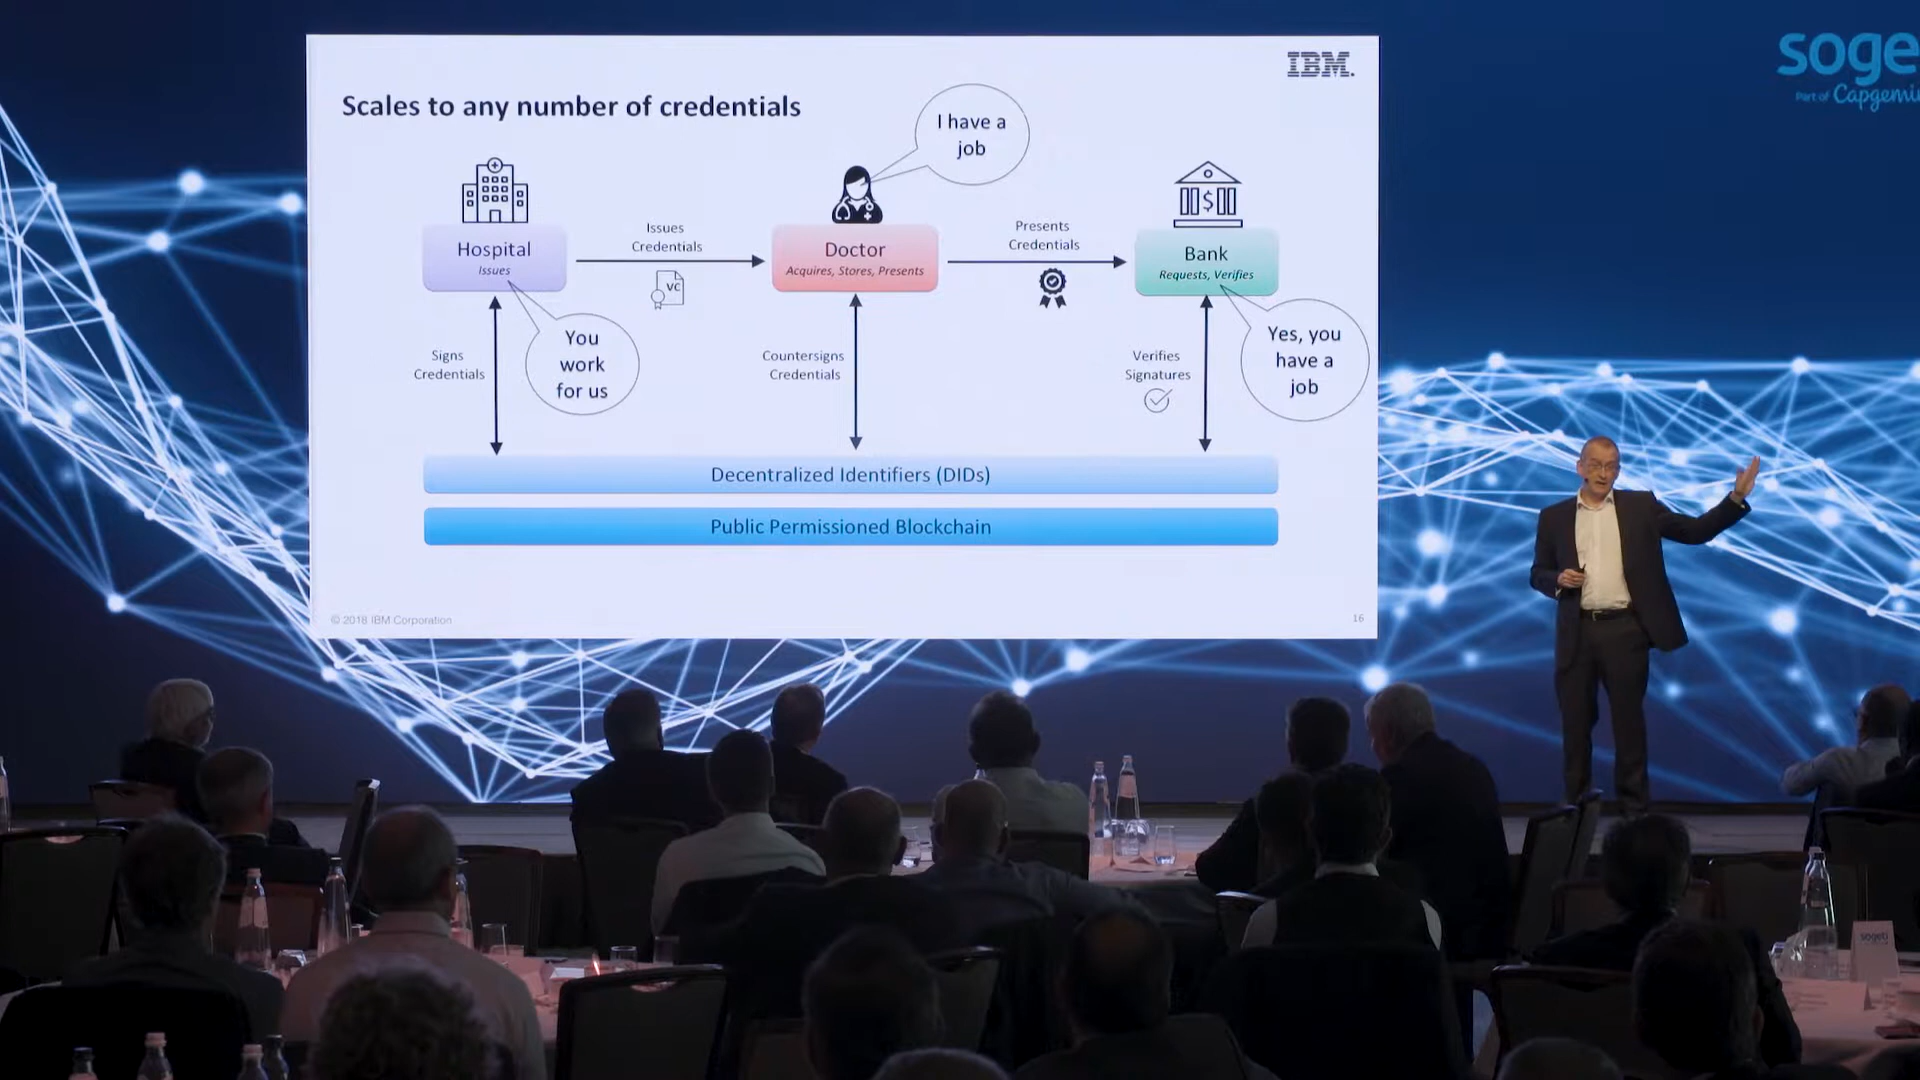 IBM.
soge
Part of Capgemin
Scales to any number of credentials
I have a
job
Hospital
Issues
Issues
Credentials
VC
Doctor
Acquires, Stores, Presents
Presents
Credentials
$
Bank
Requests, Verifies
You
work
for us
Yes, you
have a
job
Signs
Credentials
Countersigns
Credentials
Verifies
Signatures
Decentralized Identifiers (DIDs)
Public Permissioned Blockchain
© 2018 IBM Corporation
16
sogeti